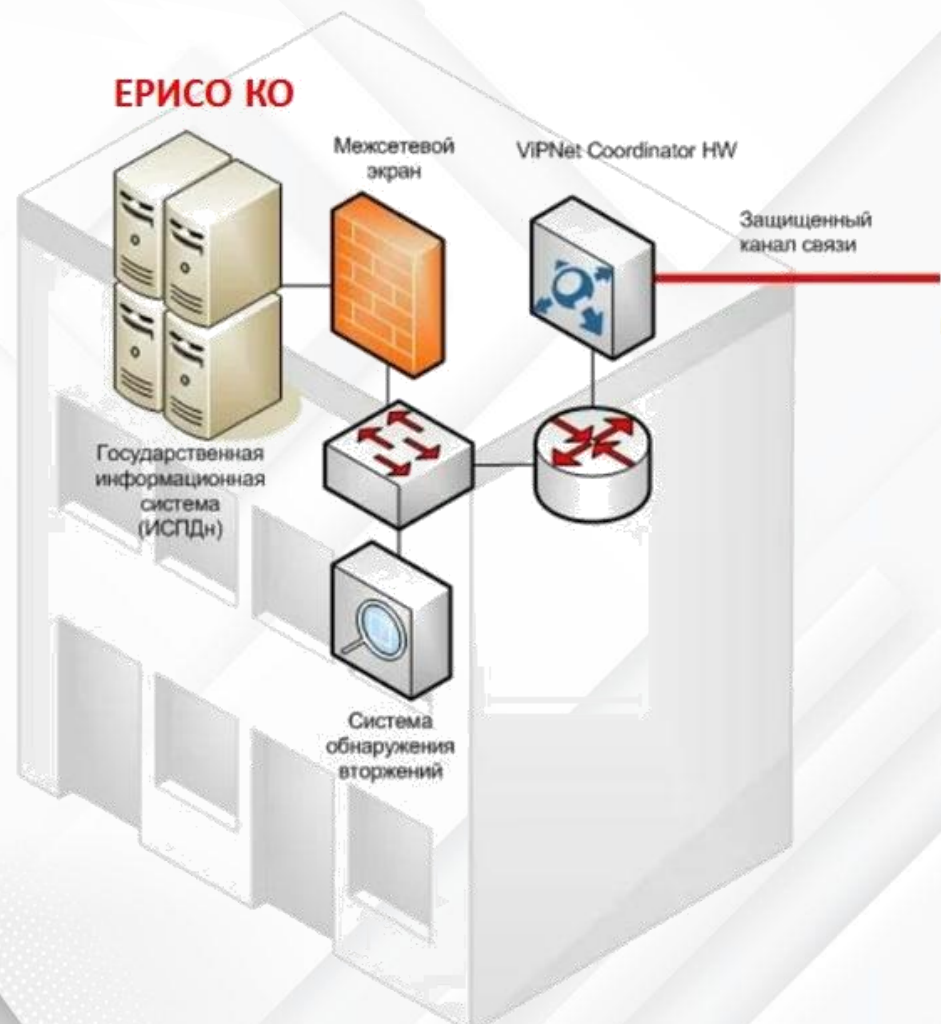 ЕРИСО КО
Межсетевой
экран
ViPNet Coordinator HW
Защищенный
канал связи
Государственная
информационная
система
(ИСПДн)
Система
обнаружения
вторжений